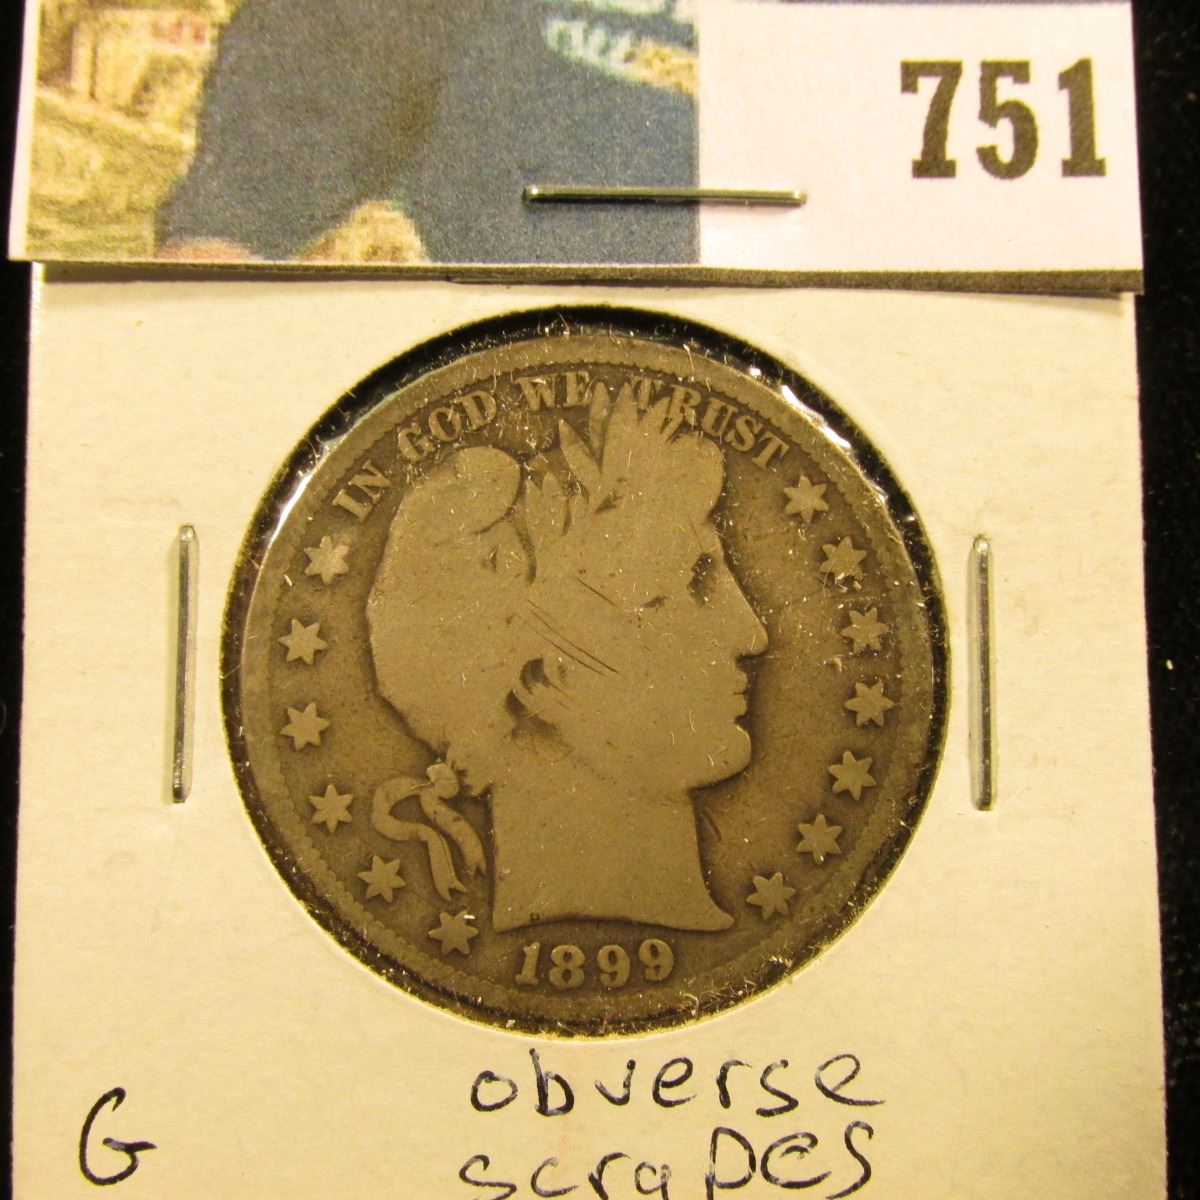 751
IN GOD WE TRUST
1899
G
obverse
scrapes